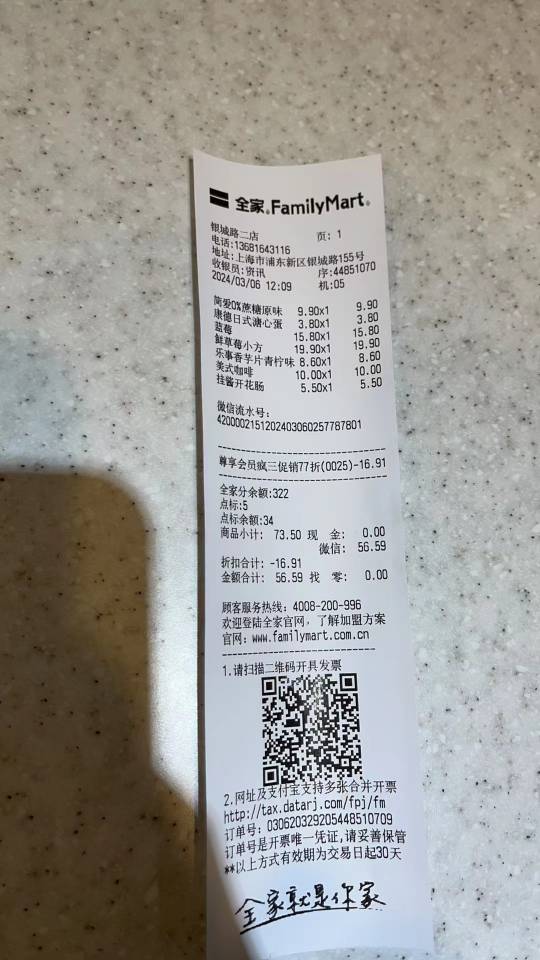 全家®FamilyMart®
银城路二店 页: 1
电话:13681643116
地址:上海市浦东新区银城路155号
收银员:资讯 序:44851070
2024/03/06 12:09 机:05
简爱0%蔗糖原味 9.90x1 9.90
康德日式溏心蛋 3.80x1 3.80
蓝莓 15.80x1 15.80
鲜草莓小方 19.90x1 19.90
乐事香芋片青柠味 8.60x1 8.60
美式咖啡 10.00x1 10.00
挂酱开花肠 5.50x1 5.50
微信流水号:
4200002151202403060257787801
尊享会员疯三促销77折(0025)-16.91
全家分余额:322
点标:5
点标余额:34
商品小计: 73.50 现 金: 0.00
微信: 56.59
折扣合计: -16.91
金额合计: 56.59 找 零: 0.00
顾客服务热线: 4008-200-996
欢迎登陆全家官网，了解加盟方案
官网: www.familymart.com.cn
1.请扫描二维码开具发票
2.网址及支付宝支持多张合并开票
http://tax.datarj.com/fpj/fm
订单号: 030620329205448510709
订单号是开票唯一凭证,请妥善保管
**以上方式有效期为交易日起30天
全家就是你家